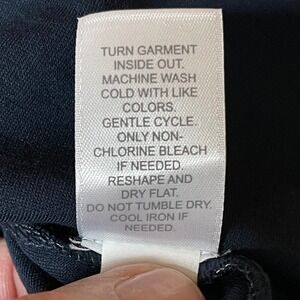 TURN GARMENT
INSIDE OUT.
MACHINE WASH
COLD WITH LIKE
COLORS.
GENTLE CYCLE.
ONLY NON-
CHLORINE BLEACH
IF NEEDED.
RESHAPE AND
DRY FLAT.
DO NOT TUMBLE DRY.
COOL IRON IF
NEEDED.